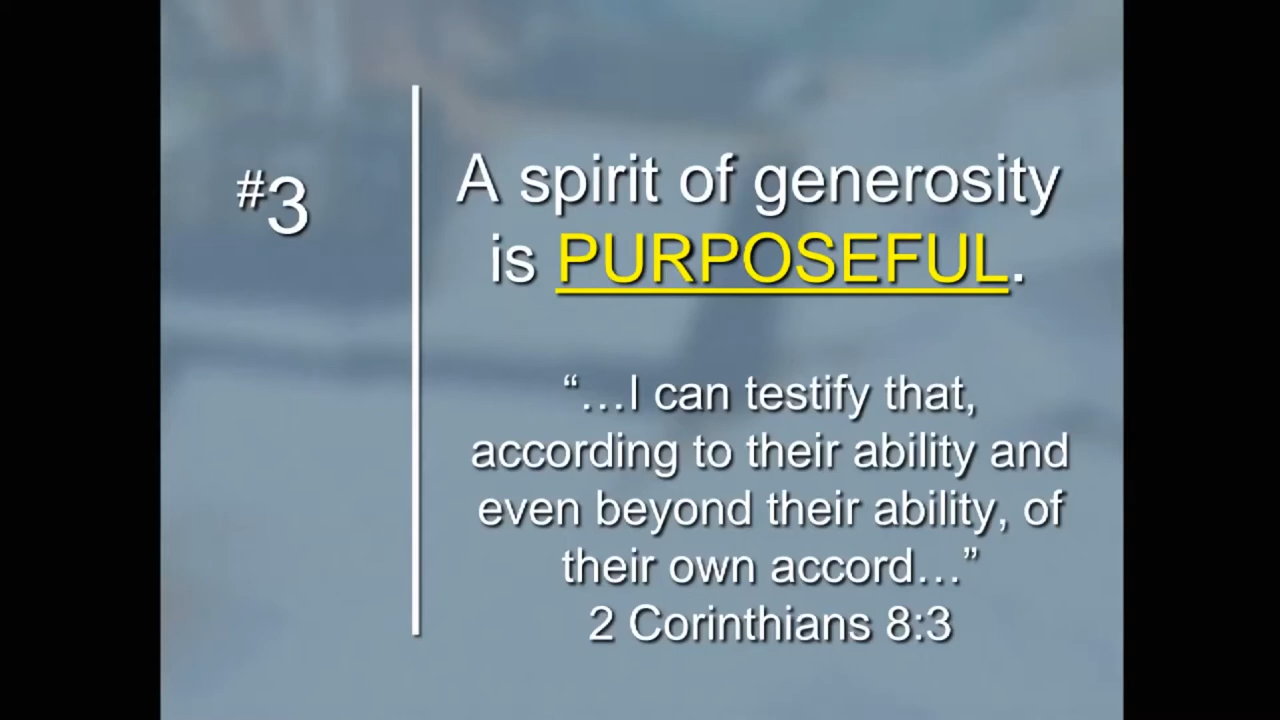 #3
A spirit of generosity
is PURPOSEFUL.
“…I can testify that,
according to their ability and
even beyond their ability, of
their own accord…”
2 Corinthians 8:3